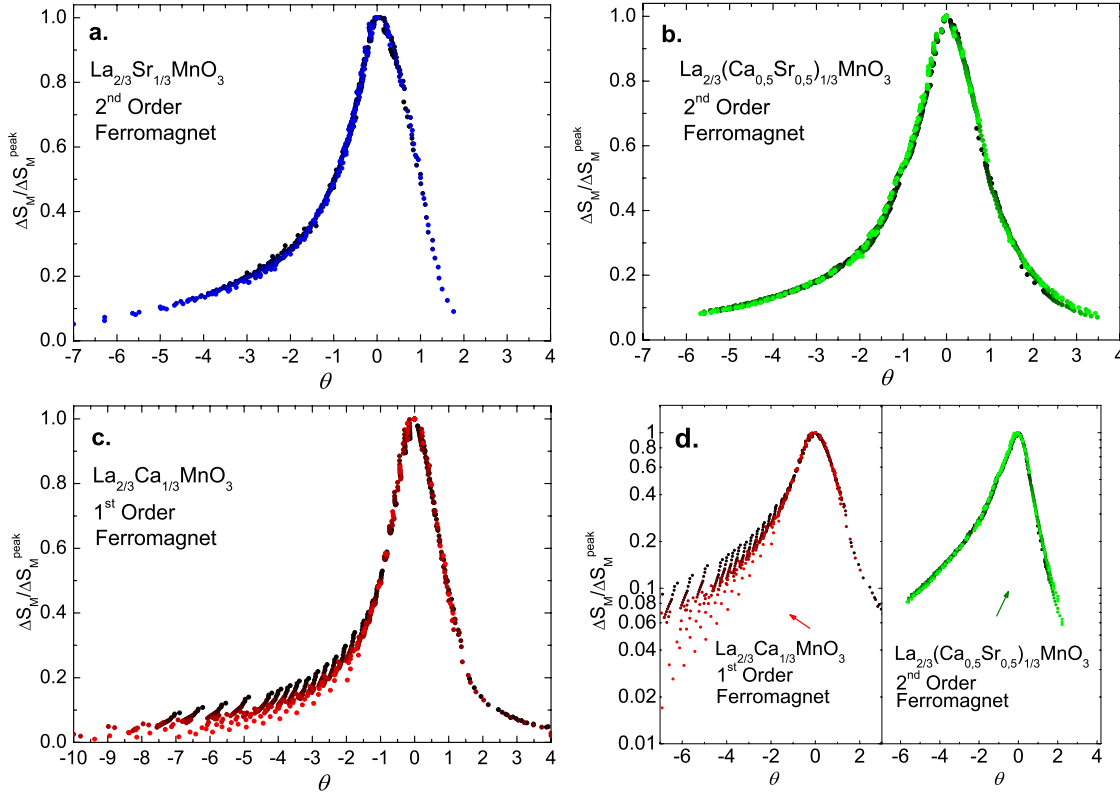 a.
La2/3Sr1/3MnO3
2nd Order
Ferromagnet
1.0
0.8
0.6
0.4
0.2
0.0
ΔSM/ΔSMpeak
-7 -6 -5 -4 -3 -2 -1 0 1 2 3 4
θ
b.
La2/3(Ca0,5Sr0,5)1/3MnO3
2nd Order
Ferromagnet
1.0
0.8
0.6
0.4
0.2
0.0
ΔSM/ΔSMpeak
-7 -6 -5 -4 -3 -2 -1 0 1 2 3 4
θ
c.
La2/3Ca1/3MnO3
1st Order
Ferromagnet
1.0
0.8
0.6
0.4
0.2
0.0
ΔSM/ΔSMpeak
-10 -9 -8 -7 -6 -5 -4 -3 -2 -1 0 1 2 3 4
θ
d.
1
0.8
0.6
0.4
0.2
0.1
0.08
0.06
0.04
0.02
0.01
ΔSM/ΔSMpeak
La2/3Ca1/3MnO3
1st Order
Ferromagnet
La2/3(Ca0,5Sr0,5)1/3MnO3
2nd Order
Ferromagnet
-6 -4 -2 0 2 -6 -4 -2 0 2 4
θ θ